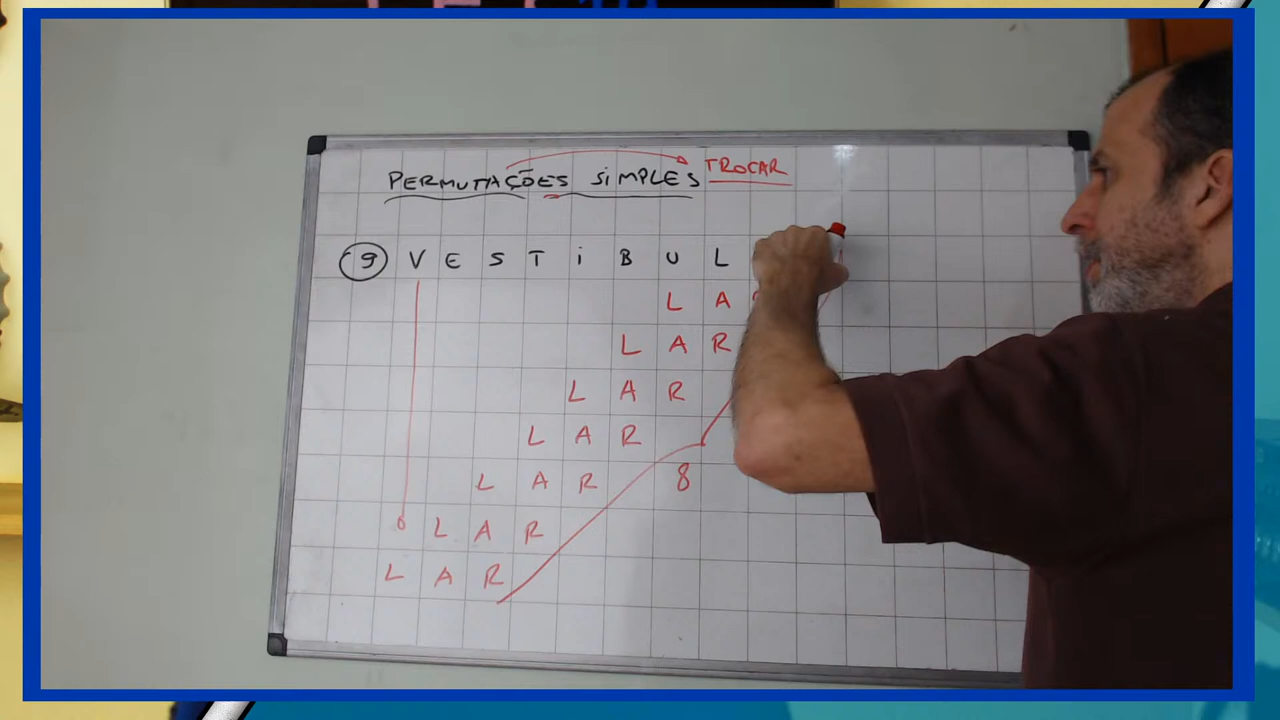 PERMUTAÇÕES SiMPLES TROCAR
9 V E S T i B U L
L A
L A R
L A R
L A R
L A R 8
L A R
L A R